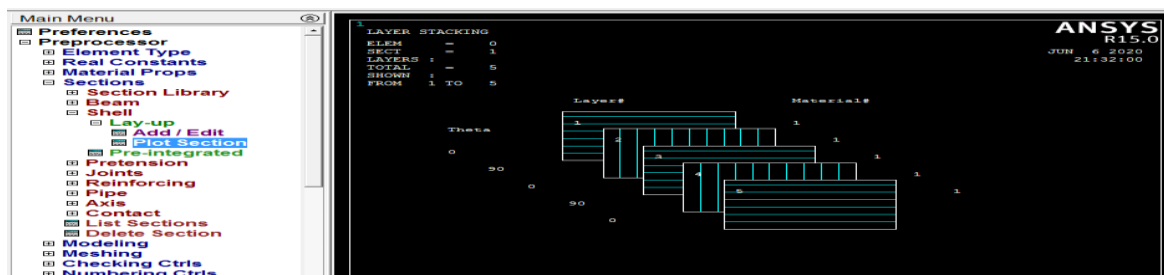 Main Menu
Preferences
Preprocessor
Element Type
Real Constants
Material Props
Sections
Section Library
Beam
Shell
Lay-up
Add / Edit
Plot Section
Pre-integrated
Pretension
Joints
Reinforcing
Pipe
Axis
Contact
List Sections
Delete Section
Modeling
Meshing
Checking Ctrls
Numbering Ctrls
1
LAYER STACKING
ELEM = 0
SECT = 1
LAYERS :
TOTAL = 5
SHOWN :
FROM 1 TO 5
ANSYS
R15.0
JUN 6 2020
21:32:00
Layer# Material#
1 1
Theta 2 1
0 3 1
90 4 1
0 5 1
90
0